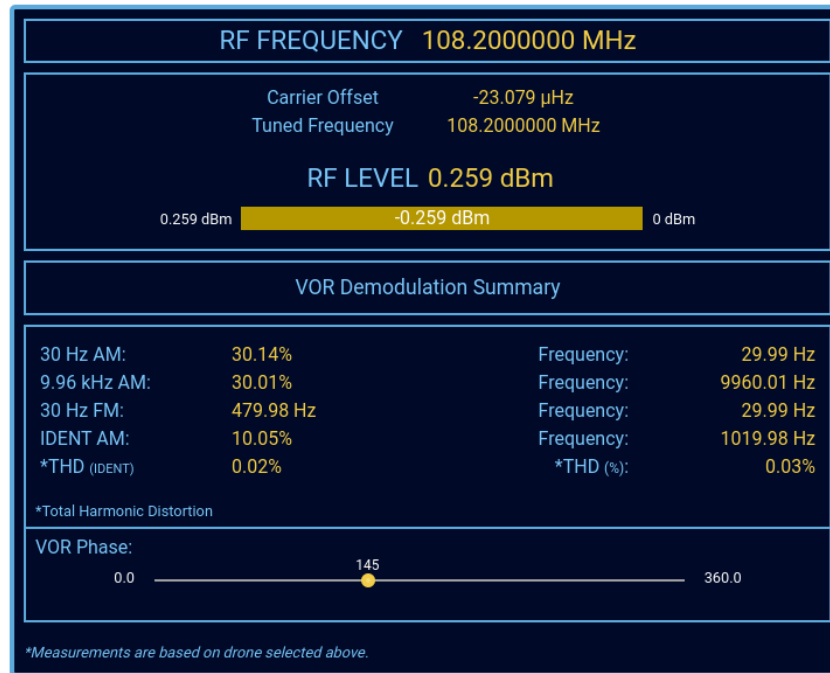 RF FREQUENCY 108.2000000 MHz
Carrier Offset -23.079 µHz
Tuned Frequency 108.2000000 MHz
RF LEVEL 0.259 dBm
0.259 dBm -0.259 dBm 0 dBm
VOR Demodulation Summary
30 Hz AM: 30.14% Frequency: 29.99 Hz
9.96 kHz AM: 30.01% Frequency: 9960.01 Hz
30 Hz FM: 479.98 Hz Frequency: 29.99 Hz
IDENT AM: 10.05% Frequency: 1019.98 Hz
*THD (IDENT) 0.02% *THD (%): 0.03%
*Total Harmonic Distortion
VOR Phase:
145
0.0 360.0
*Measurements are based on drone selected above.